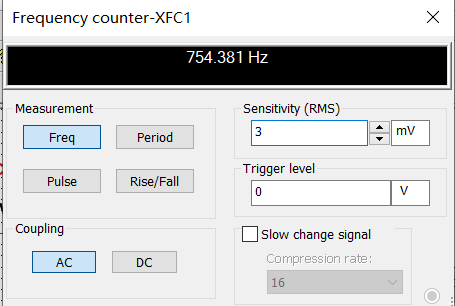 Frequency counter-XFC1
754.381 Hz
Measurement
Freq
Period
Pulse
Rise/Fall
Coupling
AC
DC
Sensitivity (RMS)
3
mV
Trigger level
0
V
Slow change signal
Compression rate:
16